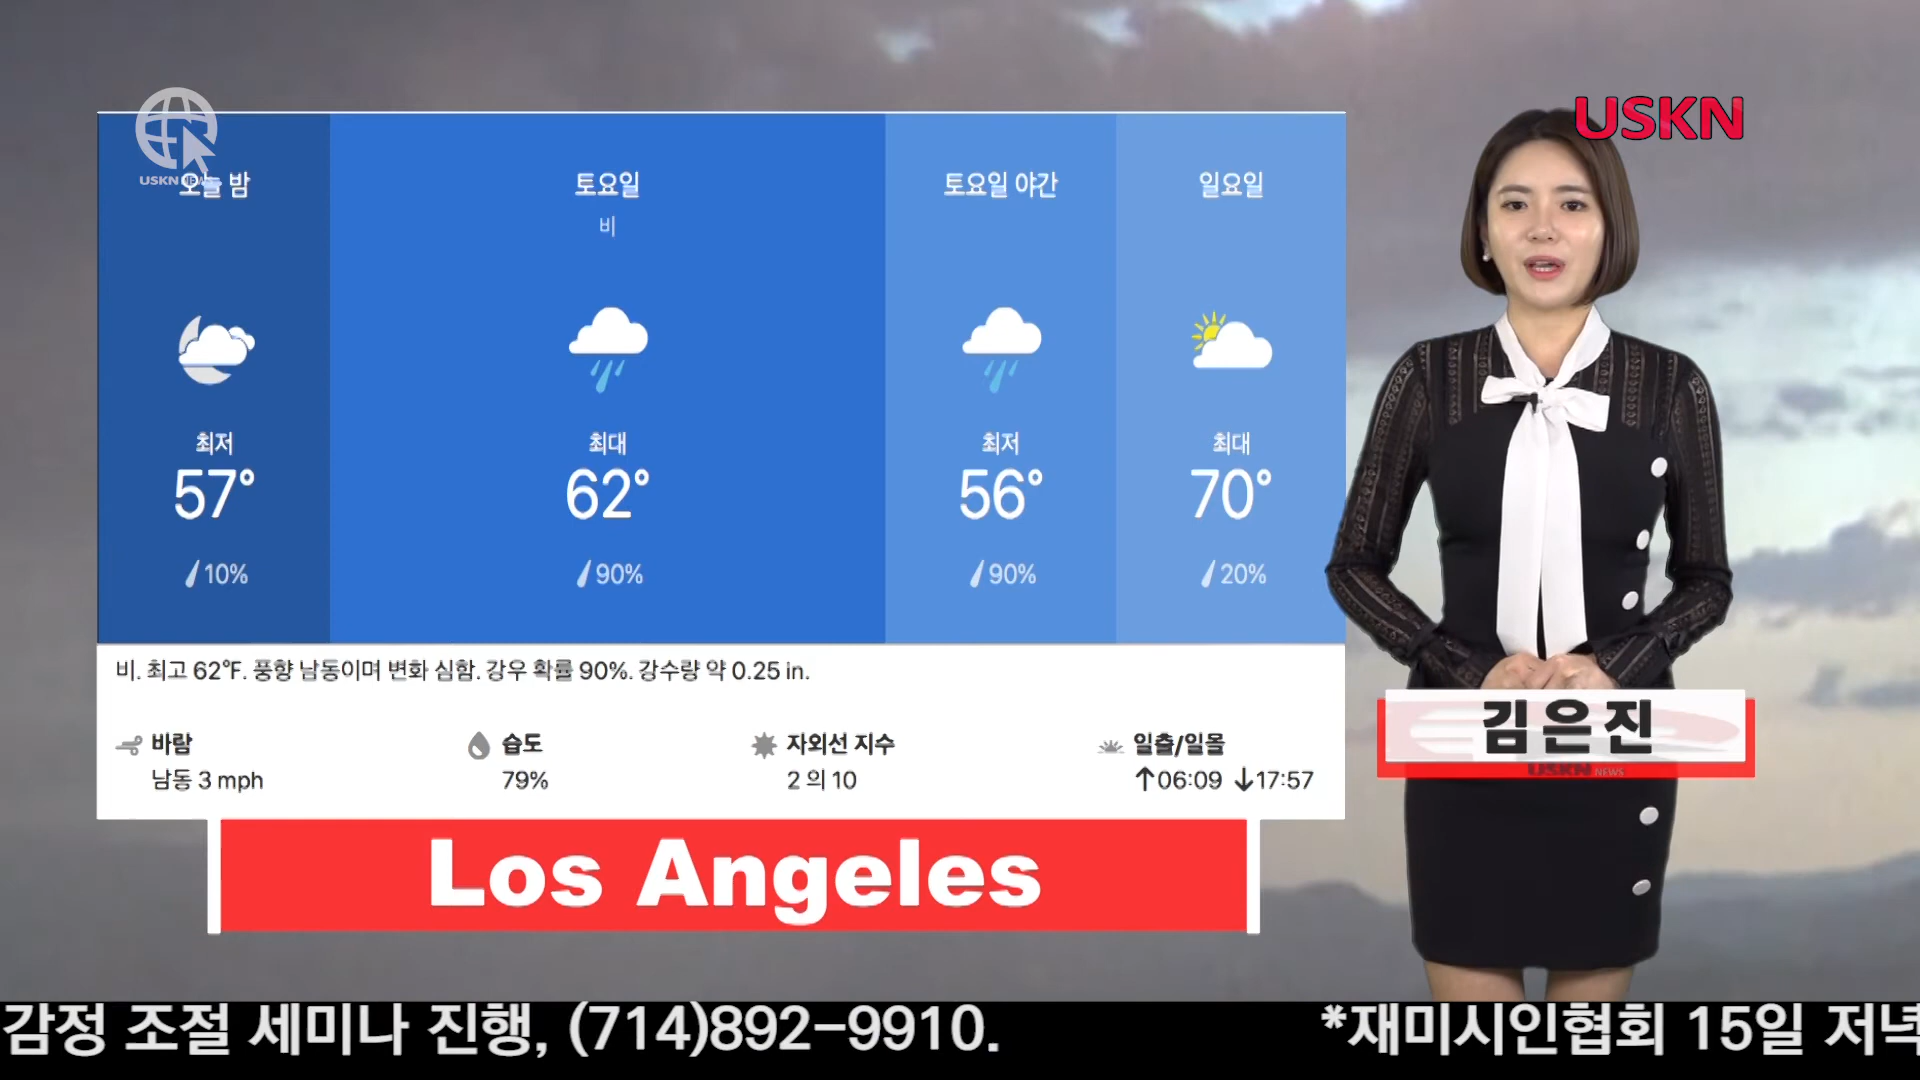 USKN
USKN NEWS
오늘 밤
토요일
비
토요일 야간
일요일
최저
57°
10%
최대
62°
90%
최저
56°
90%
최대
70°
20%
비. 최고 62°F. 풍향 남동이며 변화 심함. 강우 확률 90%. 강수량 약 0.25 in.
바람
남동 3 mph
습도
79%
자외선 지수
2 의 10
일출/일몰
↑06:09 ↓17:57
김은진
USKN NEWS
Los Angeles
감정 조절 세미나 진행, (714)892-9910.
*재미시인협회 15일 저녁